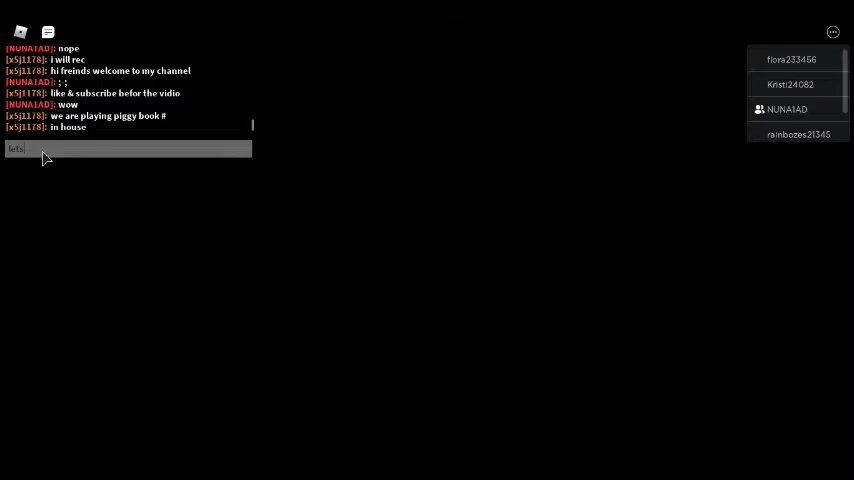 [NUNA1AD]: nope
[x5j1178]: i will rec
[x5j1178]: hi freinds welcome to my channel
[NUNA1AD]: ; ;
[x5j1178]: like & subscribe befor the vidio
[NUNA1AD]: wow
[x5j1178]: we are playing piggy book #
[x5j1178]: in house
lets
flora233456
Kristi24082
NUNA1AD
rainbozes21345